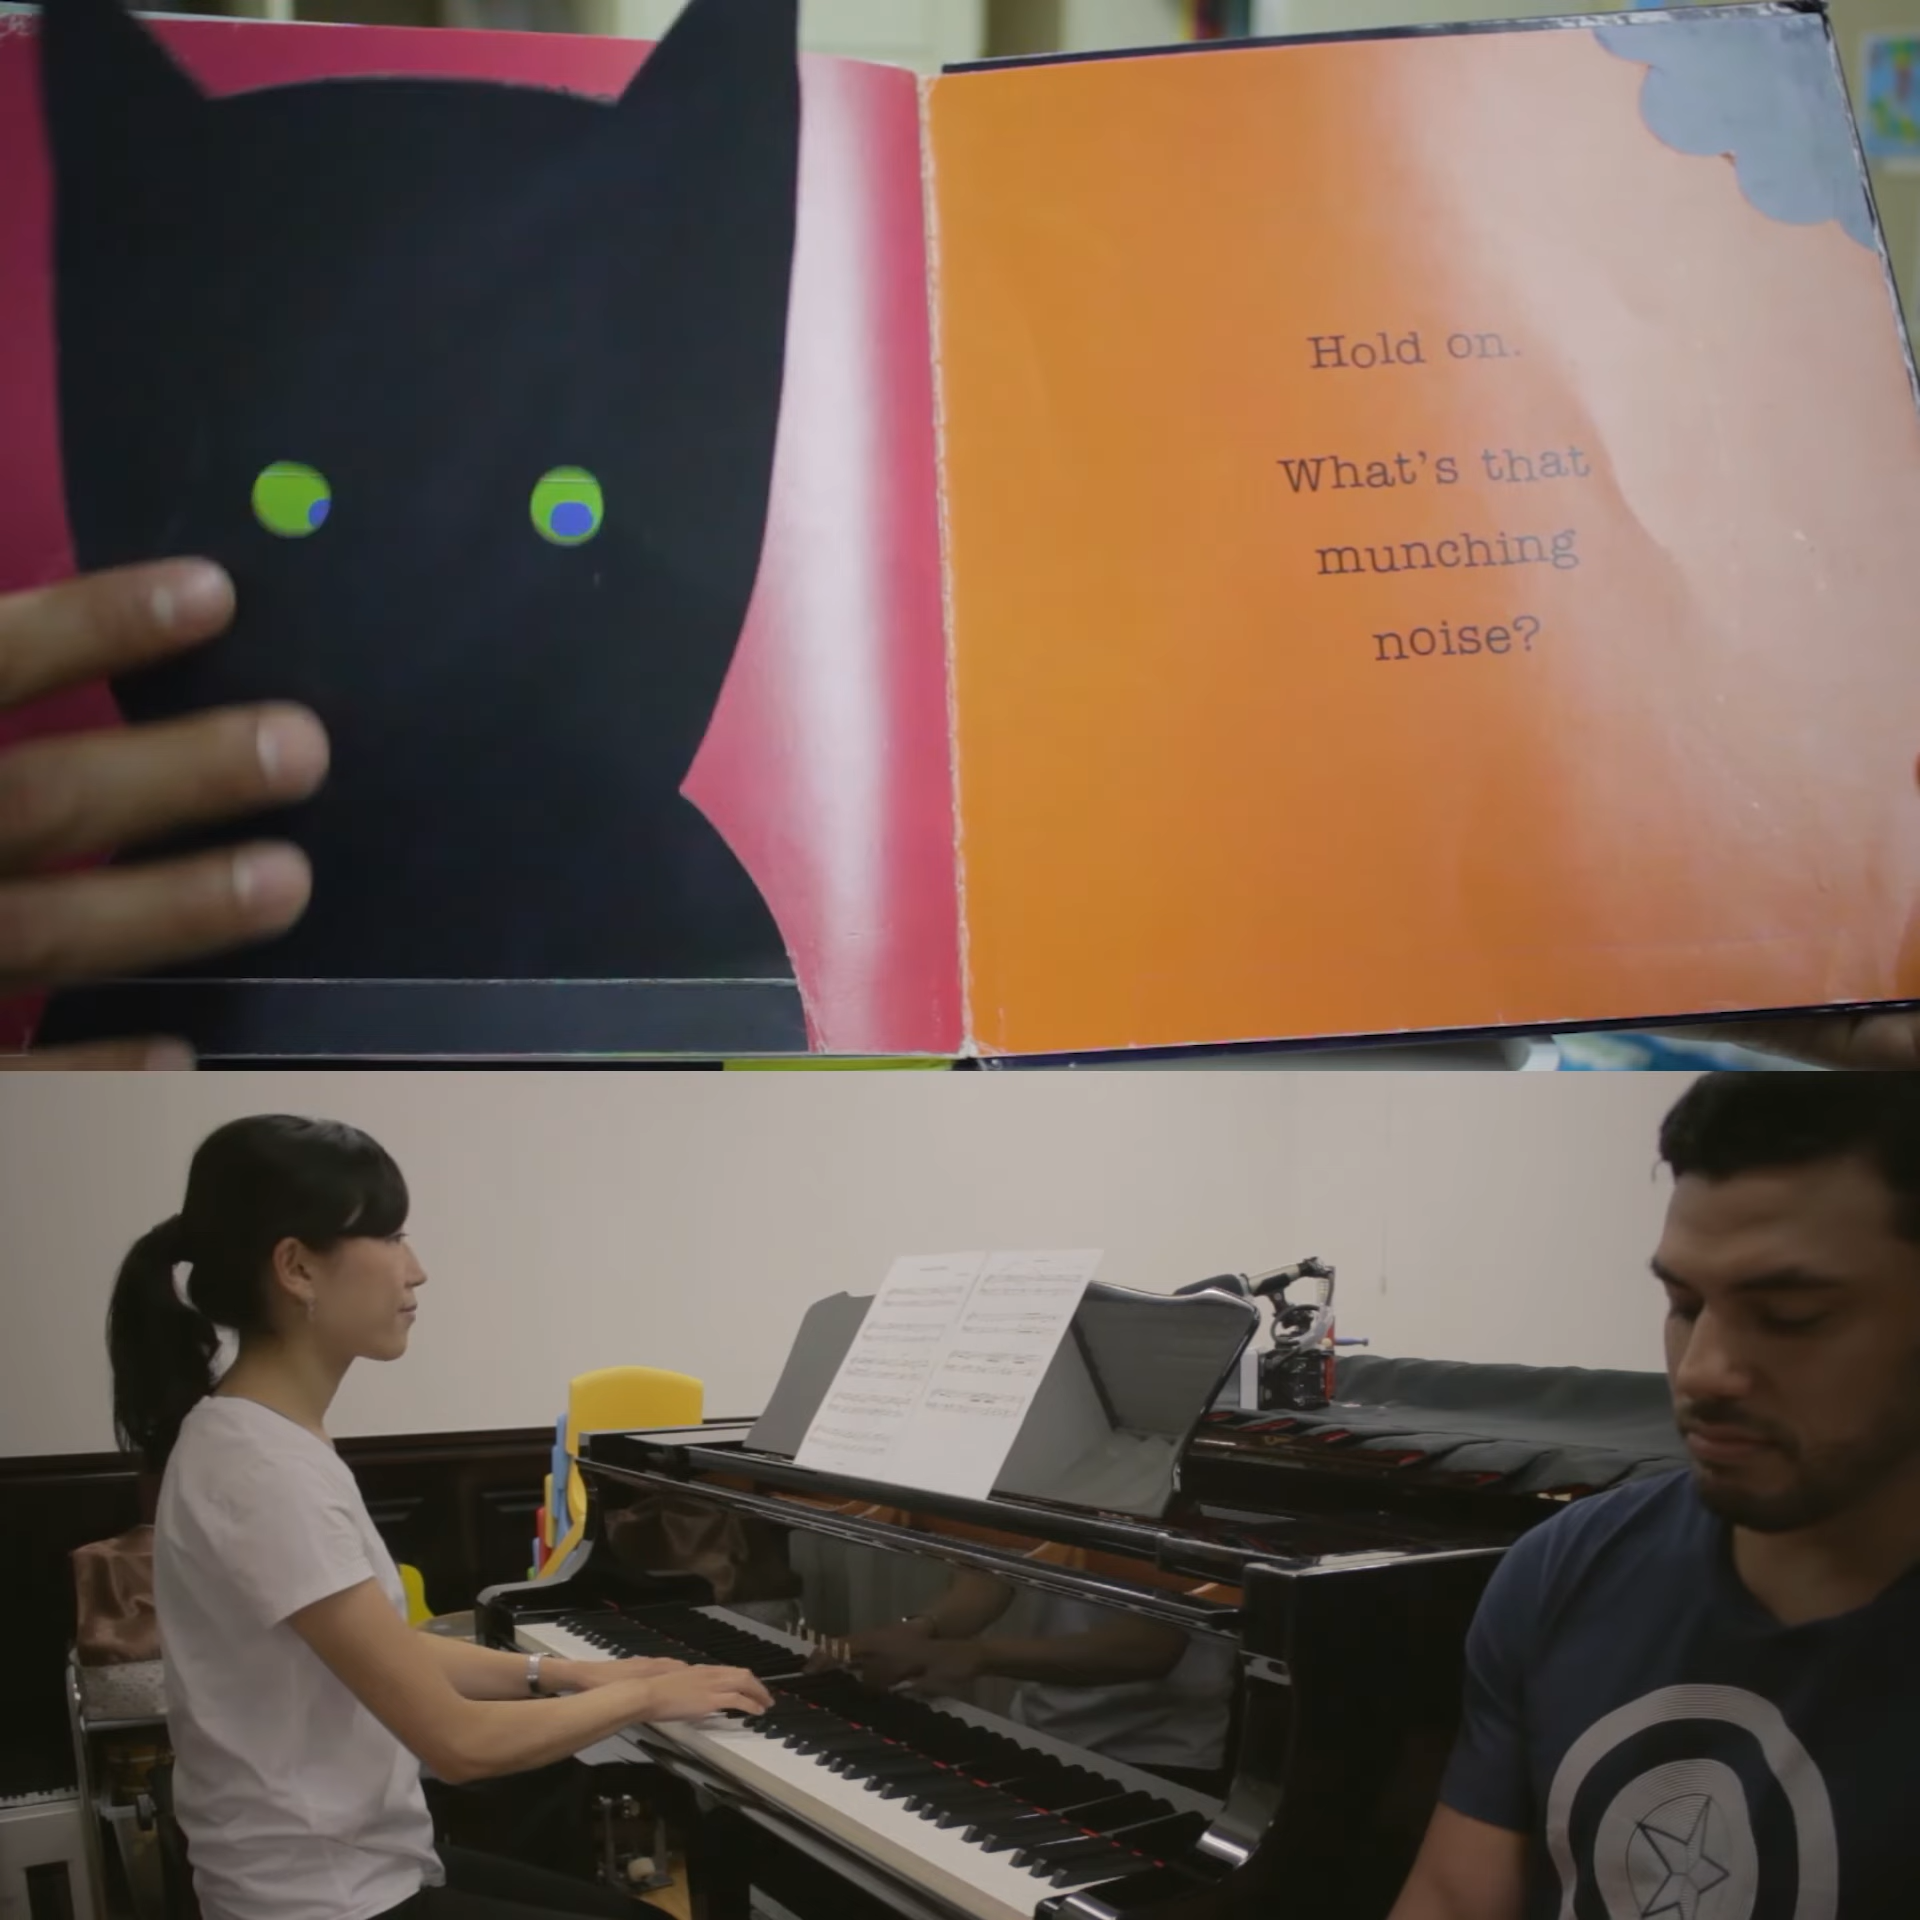 Hold on.
What's that
munching
noise?